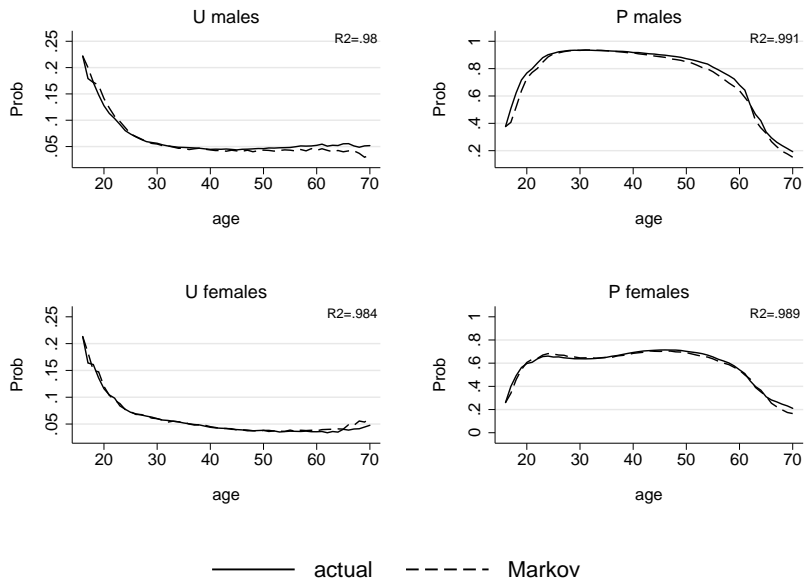 U males
R2=.98
Prob
.05 .1 .15 .2 .25
20 30 40 50 60 70
age
P males
R2=.991
Prob
.2 .4 .6 .8 1
20 30 40 50 60 70
age
U females
R2=.984
Prob
.05 .1 .15 .2 .25
20 30 40 50 60 70
age
P females
R2=.989
Prob
0 .2 .4 .6 .8 1
20 30 40 50 60 70
age
actual Markov